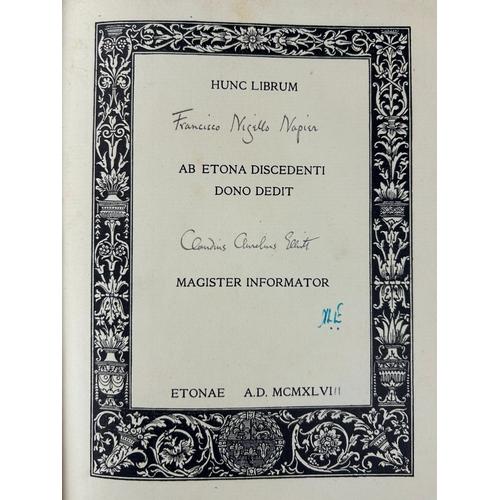 HUNC LIBRUM
Francisco Nigello Napier
AB ETONA DISCEDENTI
DONO DEDIT
Claudius Aurelius Elliott
MAGISTER INFORMATOR
ETONAE A.D. MCMXLVIII